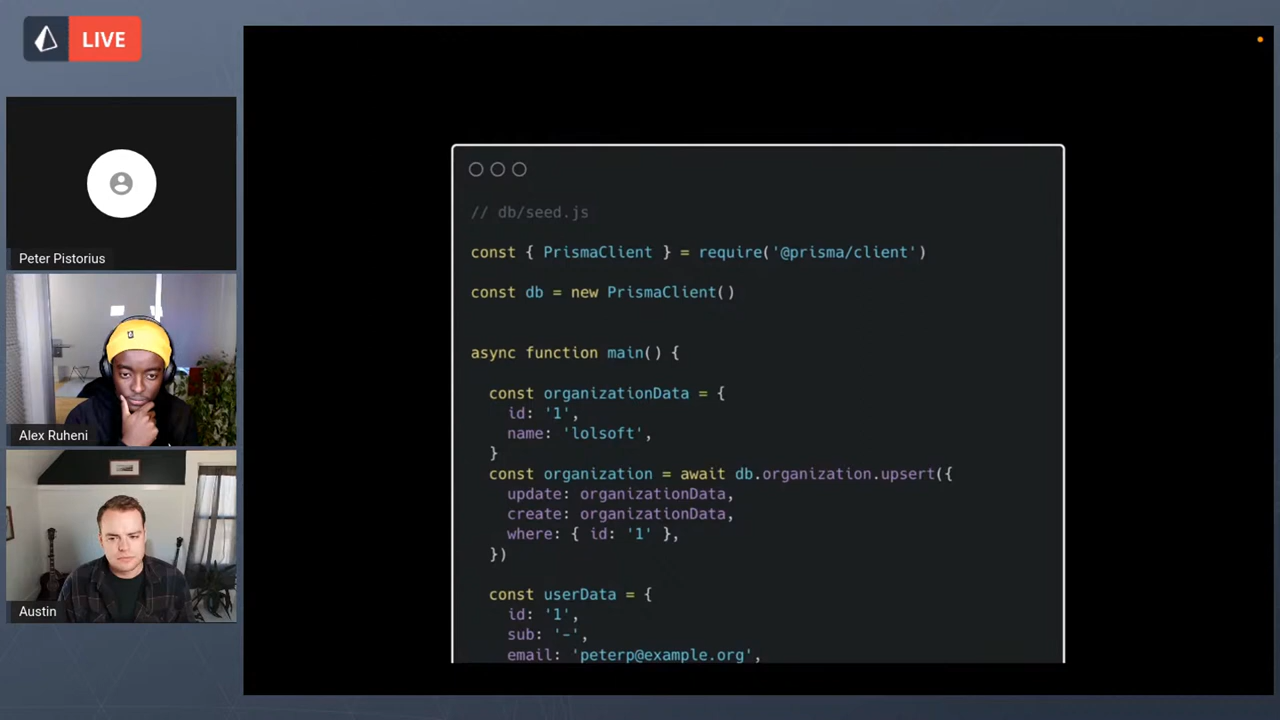 LIVE
Peter Pistorius
Alex Ruheni
Austin
// db/seed.js
const { PrismaClient } = require('@prisma/client')
const db = new PrismaClient()
async function main() {
const organizationData = {
id: '1',
name: 'lolsoft',
}
const organization = await db.organization.upsert({
update: organizationData,
create: organizationData,
where: { id: '1' },
})
const userData = {
id: '1',
sub: '-',
email: 'peterp@example.org',